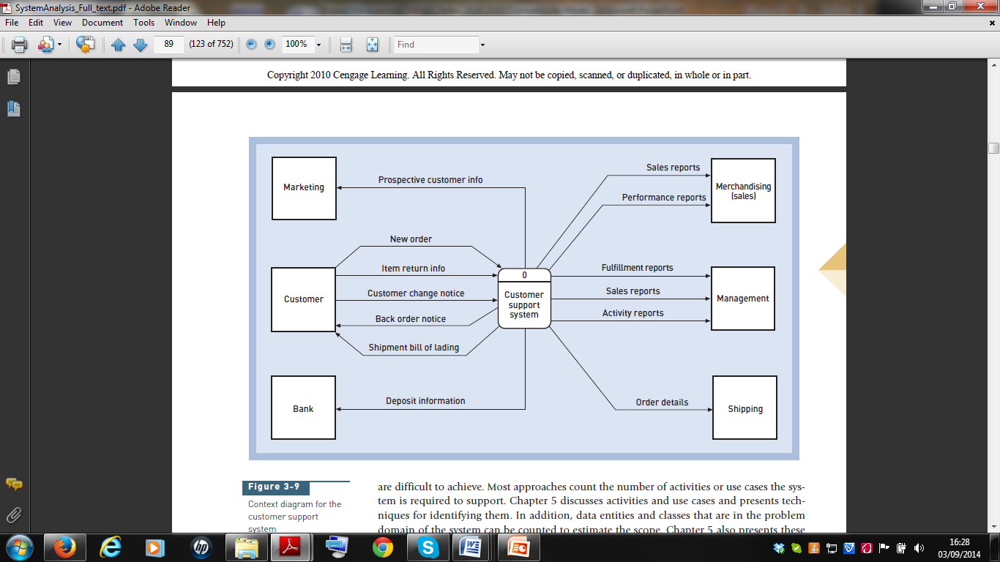 SystemAnalysis_Full_text.pdf - Adobe Reader
File Edit View Document Tools Window Help
89 (123 of 752) 100% Find
Copyright 2010 Cengage Learning. All Rights Reserved. May not be copied, scanned, or duplicated, in whole or in part.
Marketing
Prospective customer info
Sales reports
Performance reports
Merchandising
(sales)
New order
Item return info
Customer change notice
Back order notice
Shipment bill of lading
Customer
0
Customer
support
system
Fulfillment reports
Sales reports
Activity reports
Management
Bank
Deposit information
Order details
Shipping
Figure 3-9
Context diagram for the
customer support
system
are difficult to achieve. Most approaches count the number of activities or use cases the sys-
tem is required to support. Chapter 5 discusses activities and use cases and presents tech-
niques for identifying them. In addition, data entities and classes that are in the problem
domain of the system can be counted to estimate the scope. Chapter 5 also presents these
16:28
03/09/2014